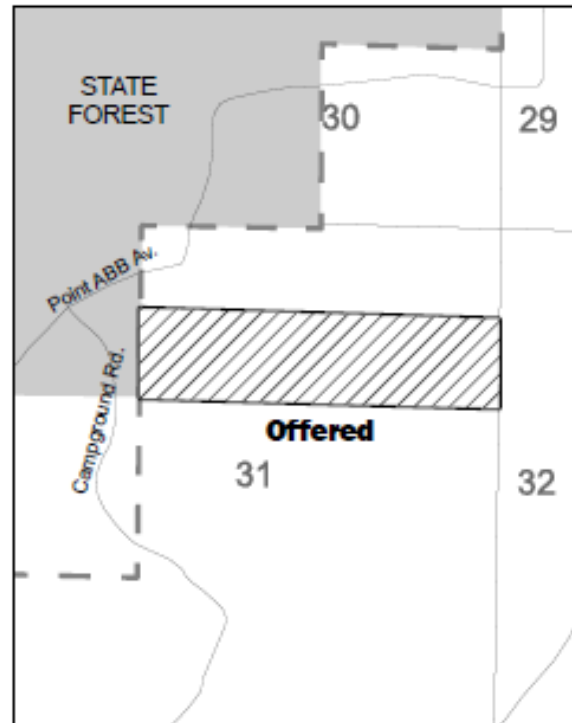 STATE
FOREST
30
29
Point ABB Av.
Campground Rd.
Offered
31
32